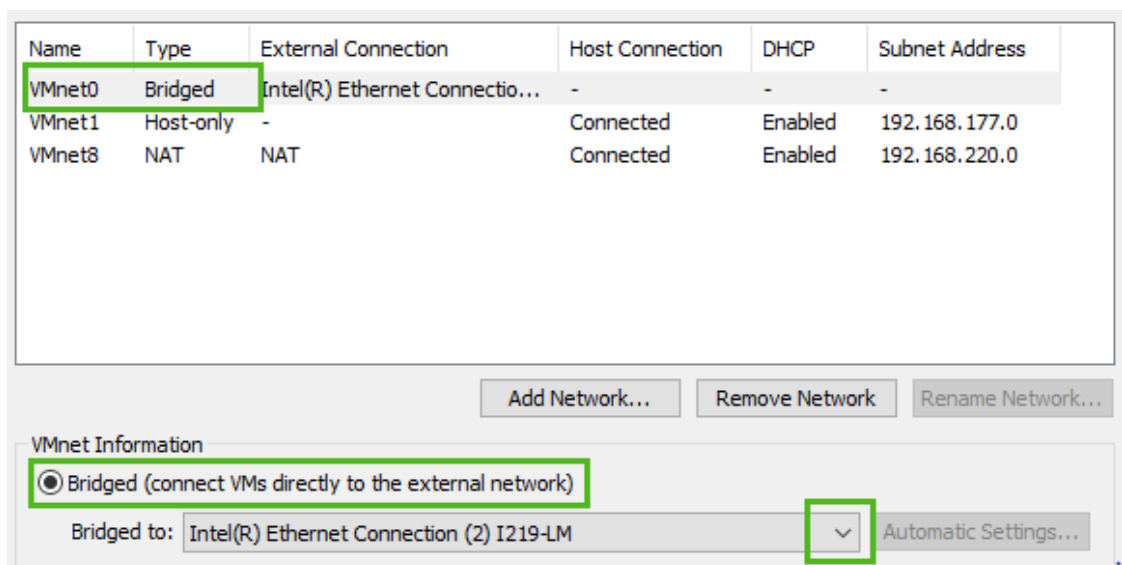 Name Type External Connection Host Connection DHCP Subnet Address
VMnet0 Bridged Intel(R) Ethernet Connectio... - - -
VMnet1 Host-only - Connected Enabled 192.168.177.0
VMnet8 NAT NAT Connected Enabled 192.168.220.0
Add Network... Remove Network Rename Network...
VMnet Information
Bridged (connect VMs directly to the external network)
Bridged to: Intel(R) Ethernet Connection (2) I219-LM Automatic Settings...